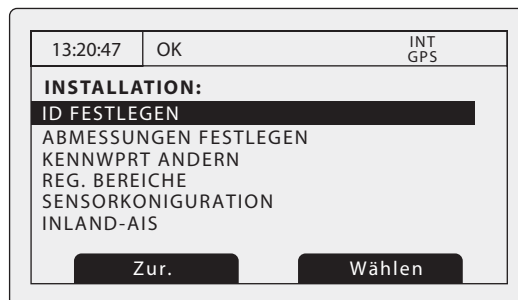 13:20:47 OK INT GPS
INSTALLATION:
ID FESTLEGEN
ABMESSUNGEN FESTLEGEN
KENNWPRT ANDERN
REG. BEREICHE
SENSORKONIGURATION
INLAND-AIS
Zur. Wählen